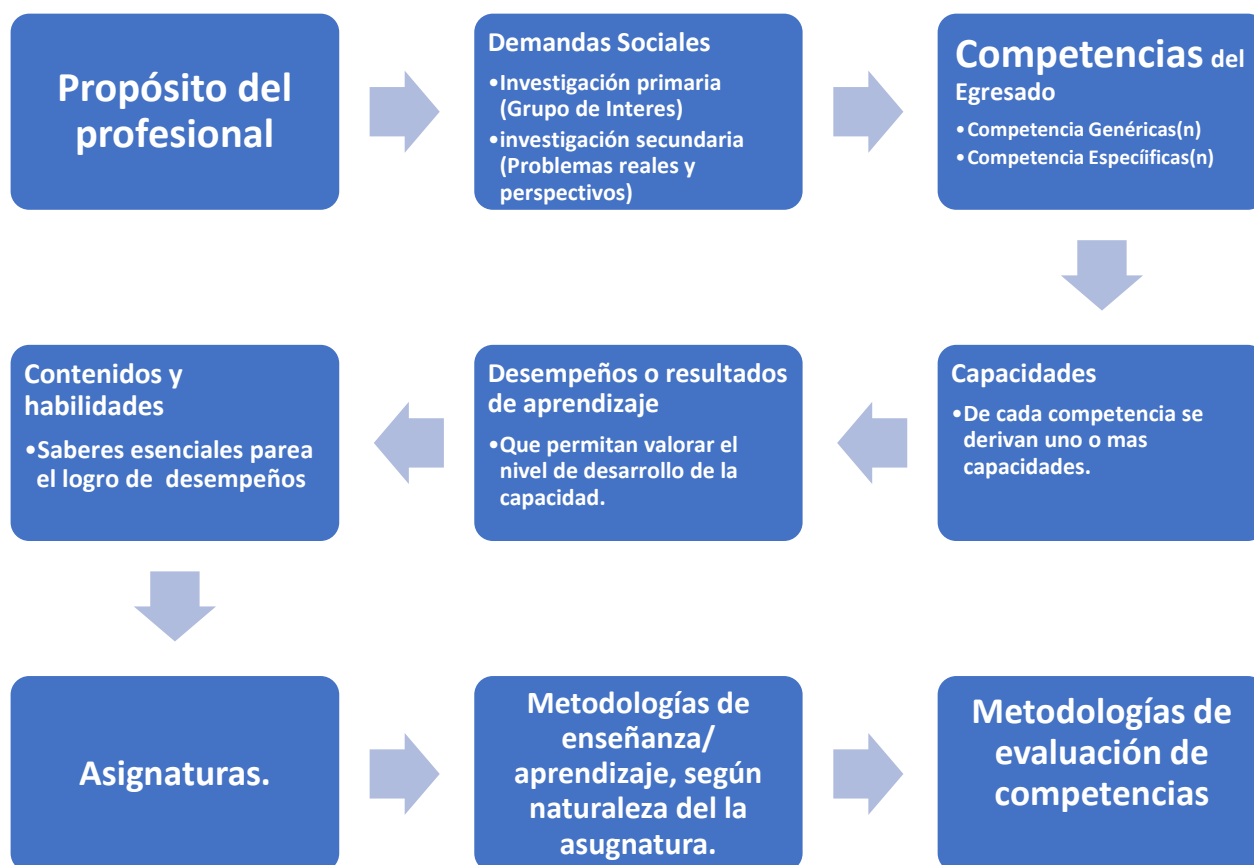 Propósito del
profesional
Demandas Sociales
•Investigación primaria
(Grupo de Interes)
•investigación secundaria
(Problemas reales y
perspectivos)
Competencias del
Egresado
•Competencia Genéricas(n)
•Competencia Especíificas(n)
Capacidades
•De cada competencia se
derivan uno o mas
capacidades.
Desempeños o resultados
de aprendizaje
•Que permitan valorar el
nivel de desarrollo de la
capacidad.
Contenidos y
habilidades
•Saberes esenciales parea
el logro de desempeños
Asignaturas.
Metodologías de
enseñanza/
aprendizaje, según
naturaleza del la
asugnatura.
Metodologías de
evaluación de
competencias